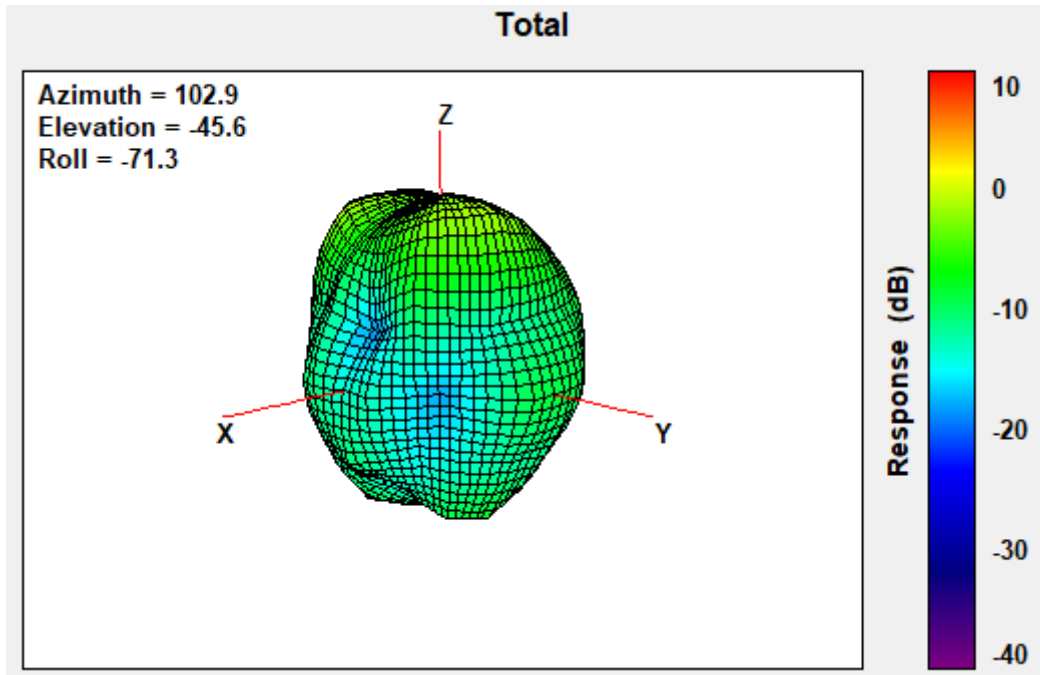 Total
Azimuth = 102.9
Elevation = -45.6
Roll = -71.3
Z
X
Y
Response (dB)
10
0
-10
-20
-30
-40